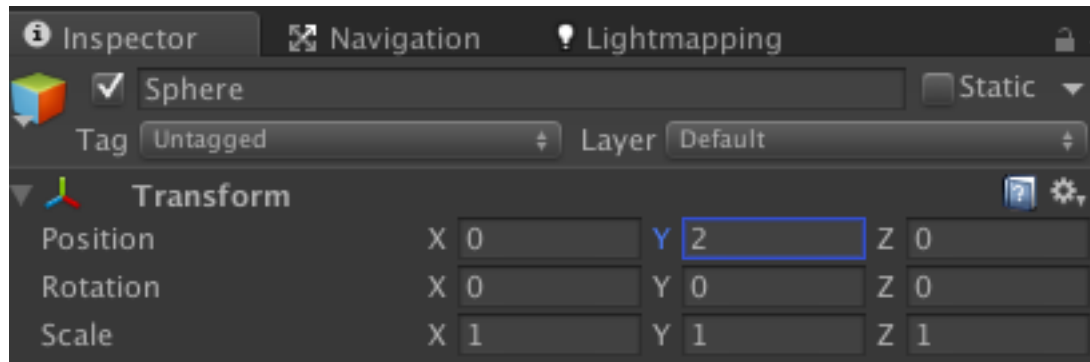 Inspector Navigation Lightmapping
Sphere Static
Tag Untagged Layer Default
Transform
Position X 0 Y 2 Z 0
Rotation X 0 Y 0 Z 0
Scale X 1 Y 1 Z 1